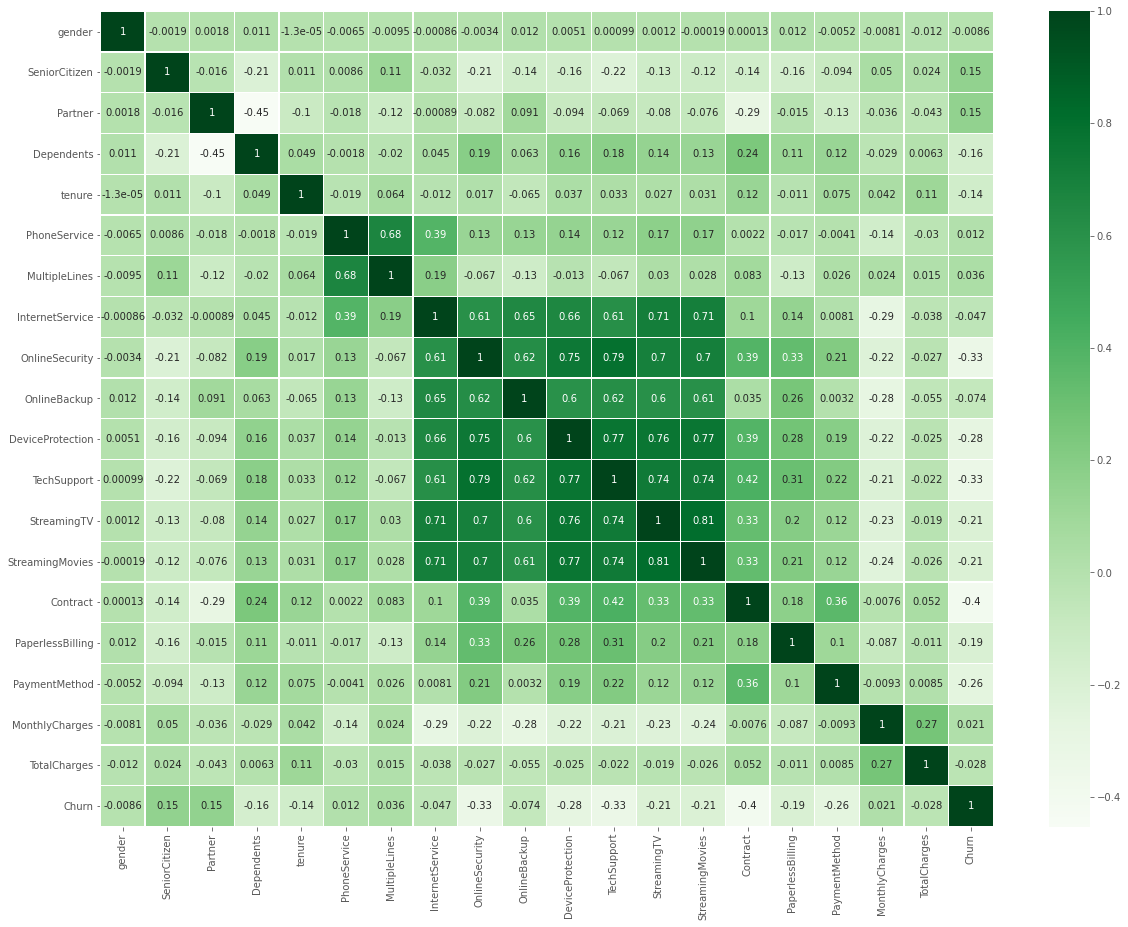 1.0
gender 1 -0.0019 0.0018 0.011 -1.3e-05 -0.0065 -0.0095 -0.00086 -0.0034 0.012 0.0051 0.00099 0.0012 -0.00019 0.00013 0.012 -0.0052 -0.0081 -0.012 -0.0086
SeniorCitizen -0.0019 1 -0.016 -0.21 0.011 0.0086 0.11 -0.032 -0.21 -0.14 -0.16 -0.22 -0.13 -0.12 -0.14 -0.16 -0.094 0.05 0.024 0.15
Partner 0.0018 -0.016 1 -0.45 -0.1 -0.018 -0.12 -0.00089 -0.082 0.091 -0.094 -0.069 -0.08 -0.076 -0.29 -0.015 -0.13 -0.036 -0.043 0.15
0.8
Dependents 0.011 -0.21 -0.45 1 0.049 -0.0018 -0.02 0.045 0.19 0.063 0.16 0.18 0.14 0.13 0.24 0.11 0.12 -0.029 0.0063 -0.16
tenure -1.3e-05 0.011 -0.1 0.049 1 -0.019 0.064 -0.012 0.017 -0.065 0.037 0.033 0.027 0.031 0.12 -0.011 0.075 0.042 0.11 -0.14
PhoneService -0.0065 0.0086 -0.018 -0.0018 -0.019 1 0.68 0.39 0.13 0.13 0.14 0.12 0.17 0.17 0.0022 -0.017 -0.0041 -0.14 -0.03 0.012
0.6
MultipleLines -0.0095 0.11 -0.12 -0.02 0.064 0.68 1 0.19 -0.067 -0.13 -0.013 -0.067 0.03 0.028 0.083 -0.13 0.026 0.024 0.015 0.036
InternetService -0.00086 -0.032 -0.00089 0.045 -0.012 0.39 0.19 1 0.61 0.65 0.66 0.61 0.71 0.71 0.1 0.14 0.0081 -0.29 -0.038 -0.047
OnlineSecurity -0.0034 -0.21 -0.082 0.19 0.017 0.13 -0.067 0.61 1 0.62 0.75 0.79 0.7 0.7 0.39 0.33 0.21 -0.22 -0.027 -0.33
0.4
OnlineBackup 0.012 -0.14 0.091 0.063 -0.065 0.13 -0.13 0.65 0.62 1 0.6 0.62 0.6 0.61 0.035 0.26 0.0032 -0.28 -0.055 -0.074
DeviceProtection 0.0051 -0.16 -0.094 0.16 0.037 0.14 -0.013 0.66 0.75 0.6 1 0.77 0.76 0.77 0.39 0.28 0.19 -0.22 -0.025 -0.28
0.2
TechSupport 0.00099 -0.22 -0.069 0.18 0.033 0.12 -0.067 0.61 0.79 0.62 0.77 1 0.74 0.74 0.42 0.31 0.22 -0.21 -0.022 -0.33
StreamingTV 0.0012 -0.13 -0.08 0.14 0.027 0.17 0.03 0.71 0.7 0.6 0.76 0.74 1 0.81 0.33 0.2 0.12 -0.23 -0.019 -0.21
StreamingMovies -0.00019 -0.12 -0.076 0.13 0.031 0.17 0.028 0.71 0.7 0.61 0.77 0.74 0.81 1 0.33 0.21 0.12 -0.24 -0.026 -0.21
0.0
Contract 0.00013 -0.14 -0.29 0.24 0.12 0.0022 0.083 0.1 0.39 0.035 0.39 0.42 0.33 0.33 1 0.18 0.36 -0.0076 0.052 -0.4
PaperlessBilling 0.012 -0.16 -0.015 0.11 -0.011 -0.017 -0.13 0.14 0.33 0.26 0.28 0.31 0.2 0.21 0.18 1 0.1 -0.087 -0.011 -0.19
PaymentMethod -0.0052 -0.094 -0.13 0.12 0.075 -0.0041 0.026 0.0081 0.21 0.0032 0.19 0.22 0.12 0.12 0.36 0.1 1 -0.0093 0.0085 -0.26
−0.2
MonthlyCharges -0.0081 0.05 -0.036 -0.029 0.042 -0.14 0.024 -0.29 -0.22 -0.28 -0.22 -0.21 -0.23 -0.24 -0.0076 -0.087 -0.0093 1 0.27 0.021
TotalCharges -0.012 0.024 -0.043 0.0063 0.11 -0.03 0.015 -0.038 -0.027 -0.055 -0.025 -0.022 -0.019 -0.026 0.052 -0.011 0.0085 0.27 1 -0.028
−0.4
Churn -0.0086 0.15 0.15 -0.16 -0.14 0.012 0.036 -0.047 -0.33 -0.074 -0.28 -0.33 -0.21 -0.21 -0.4 -0.19 -0.26 0.021 -0.028 1
gender SeniorCitizen Partner Dependents tenure PhoneService MultipleLines InternetService OnlineSecurity OnlineBackup DeviceProtection TechSupport StreamingTV StreamingMovies Contract PaperlessBilling PaymentMethod MonthlyCharges TotalCharges Churn